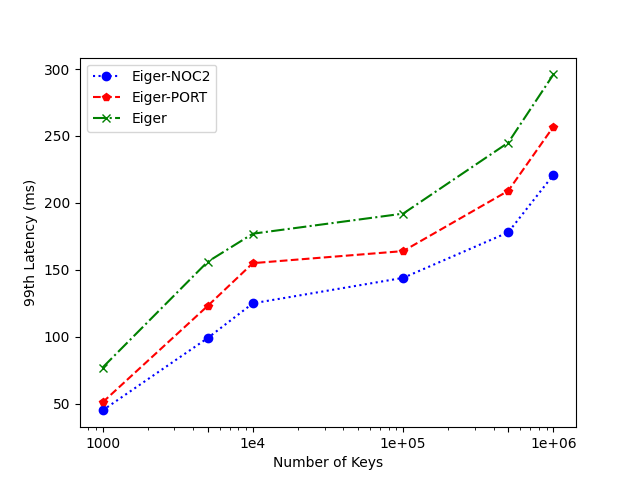 Eiger-NOC2
Eiger-PORT
Eiger
300
250
200
150
100
50
99th Latency (ms)
1000
1e4
1e+05
1e+06
Number of Keys